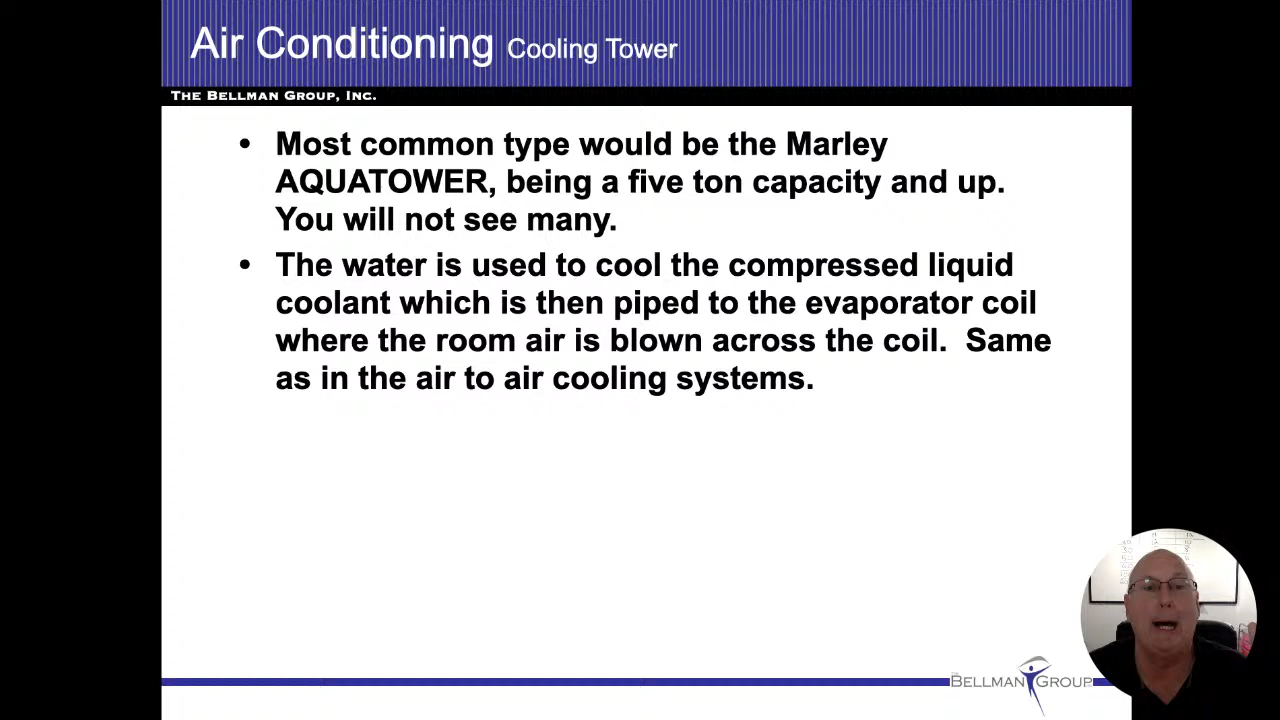 Air Conditioning Cooling Tower
THE BELLMAN GROUP, INC.
• Most common type would be the Marley
AQUATOWER, being a five ton capacity and up.
You will not see many.
• The water is used to cool the compressed liquid
coolant which is then piped to the evaporator coil
where the room air is blown across the coil.  Same
as in the air to air cooling systems.
THE BELLMAN GROUP